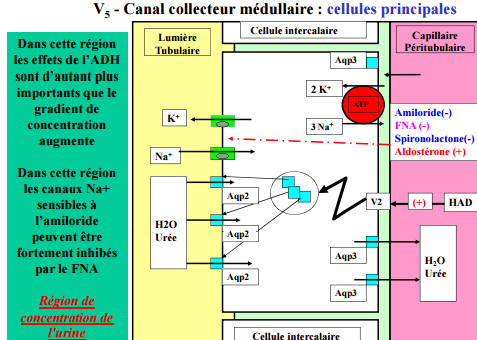 V5 - Canal collecteur médullaire : cellules principales
Dans cette région
les effets de l'ADH
sont d'autant plus
importants que le
gradient de
concentration
augmente
Dans cette région
les canaux Na+
sensibles à
l'amiloride
peuvent être
fortement inhibés
par le FNA
Région de
concentration de
l'urine
Lumière
Tubulaire
Cellule intercalaire
Capillaire
Péritubulaire
Aqp3
2 K+
ATP
3 Na+
K+
Na+
Amiloride(-)
FNA (-)
Spironolactone(-)
Aldostérone (+)
H2O
Urée
Aqp2
Aqp2
Aqp2
V2
(+)
HAD
Aqp3
Aqp3
H2O
Urée
Cellule intercalaire